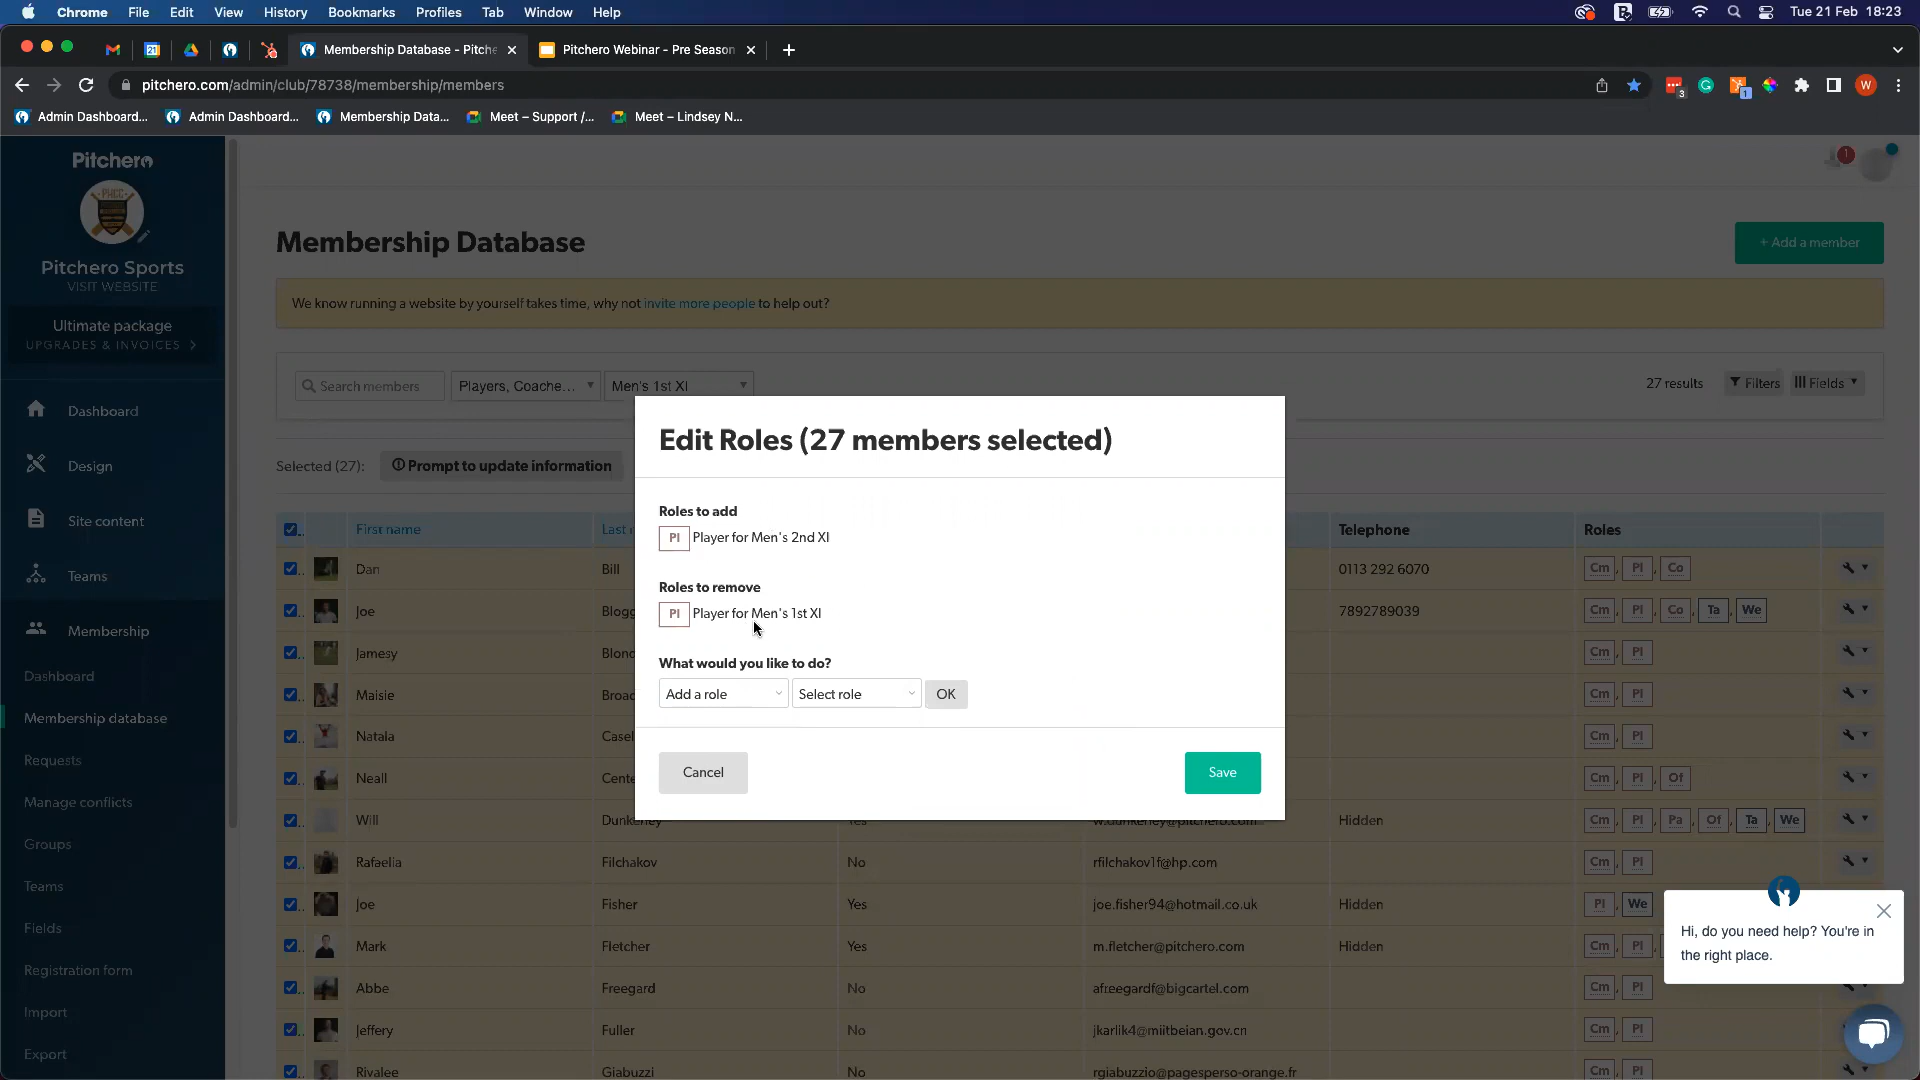 Chrome File Edit View History Bookmarks Profiles Tab Window Help Tue 21 Feb 18:23
Membership Database - Pitche
Pitchero Webinar - Pre Season
pitchero.com/admin/club/78738/membership/members
3
1
W
Admin Dashboard... Admin Dashboard... Membership Data... Meet – Support /... Meet – Lindsey N...
Pitchero
PHCC
Pitchero Sports
VISIT WEBSITE
Ultimate package
UPGRADES & INVOICES
Dashboard
Design
Site content
Teams
Membership
Dashboard
Membership database
Requests
Manage conflicts
Groups
Teams
Fields
Registration form
Import
Export
1
Membership Database
+ Add a member
We know running a website by yourself takes time, why not invite more people to help out?
Search members Players, Coache... Men's 1st XI 27 results Filters Fields
Selected (27): Prompt to update information
First name Last Telephone Roles
Dan Bill 0113 292 6070 Cm, Pl, Co
Joe Blogg 7892789039 Cm, Pl, Co, Ta, We
Jamesy Blond Cm, Pl
Maisie Broad Cm, Pl
Natala Casel Cm, Pl
Neall Cente Cm, Pl, Of
Will Dunkerley Yes w.dunkerley@pitchero.com Hidden Cm, Pl, Pa, Of, Ta, We
Rafaelia Filchakov No rfilchakov1f@hp.com Cm, Pl
Joe Fisher Yes joe.fisher94@hotmail.co.uk Hidden Pl, We
Mark Fletcher Yes m.fletcher@pitchero.com Hidden Cm, Pl,
Abbe Freegard No afreegardf@bigcartel.com Cm, Pl
Jeffery Fuller No jkarlik4@miitbeian.gov.cn Cm, Pl
Rivalee Giabuzzi No rgiabuzzio@pagesperso-orange.fr Cm, Pl
Edit Roles (27 members selected)
Roles to add
Pl Player for Men's 2nd XI
Roles to remove
Pl Player for Men's 1st XI
What would you like to do?
Add a role Select role OK
Cancel Save
Hi, do you need help? You're in
the right place.